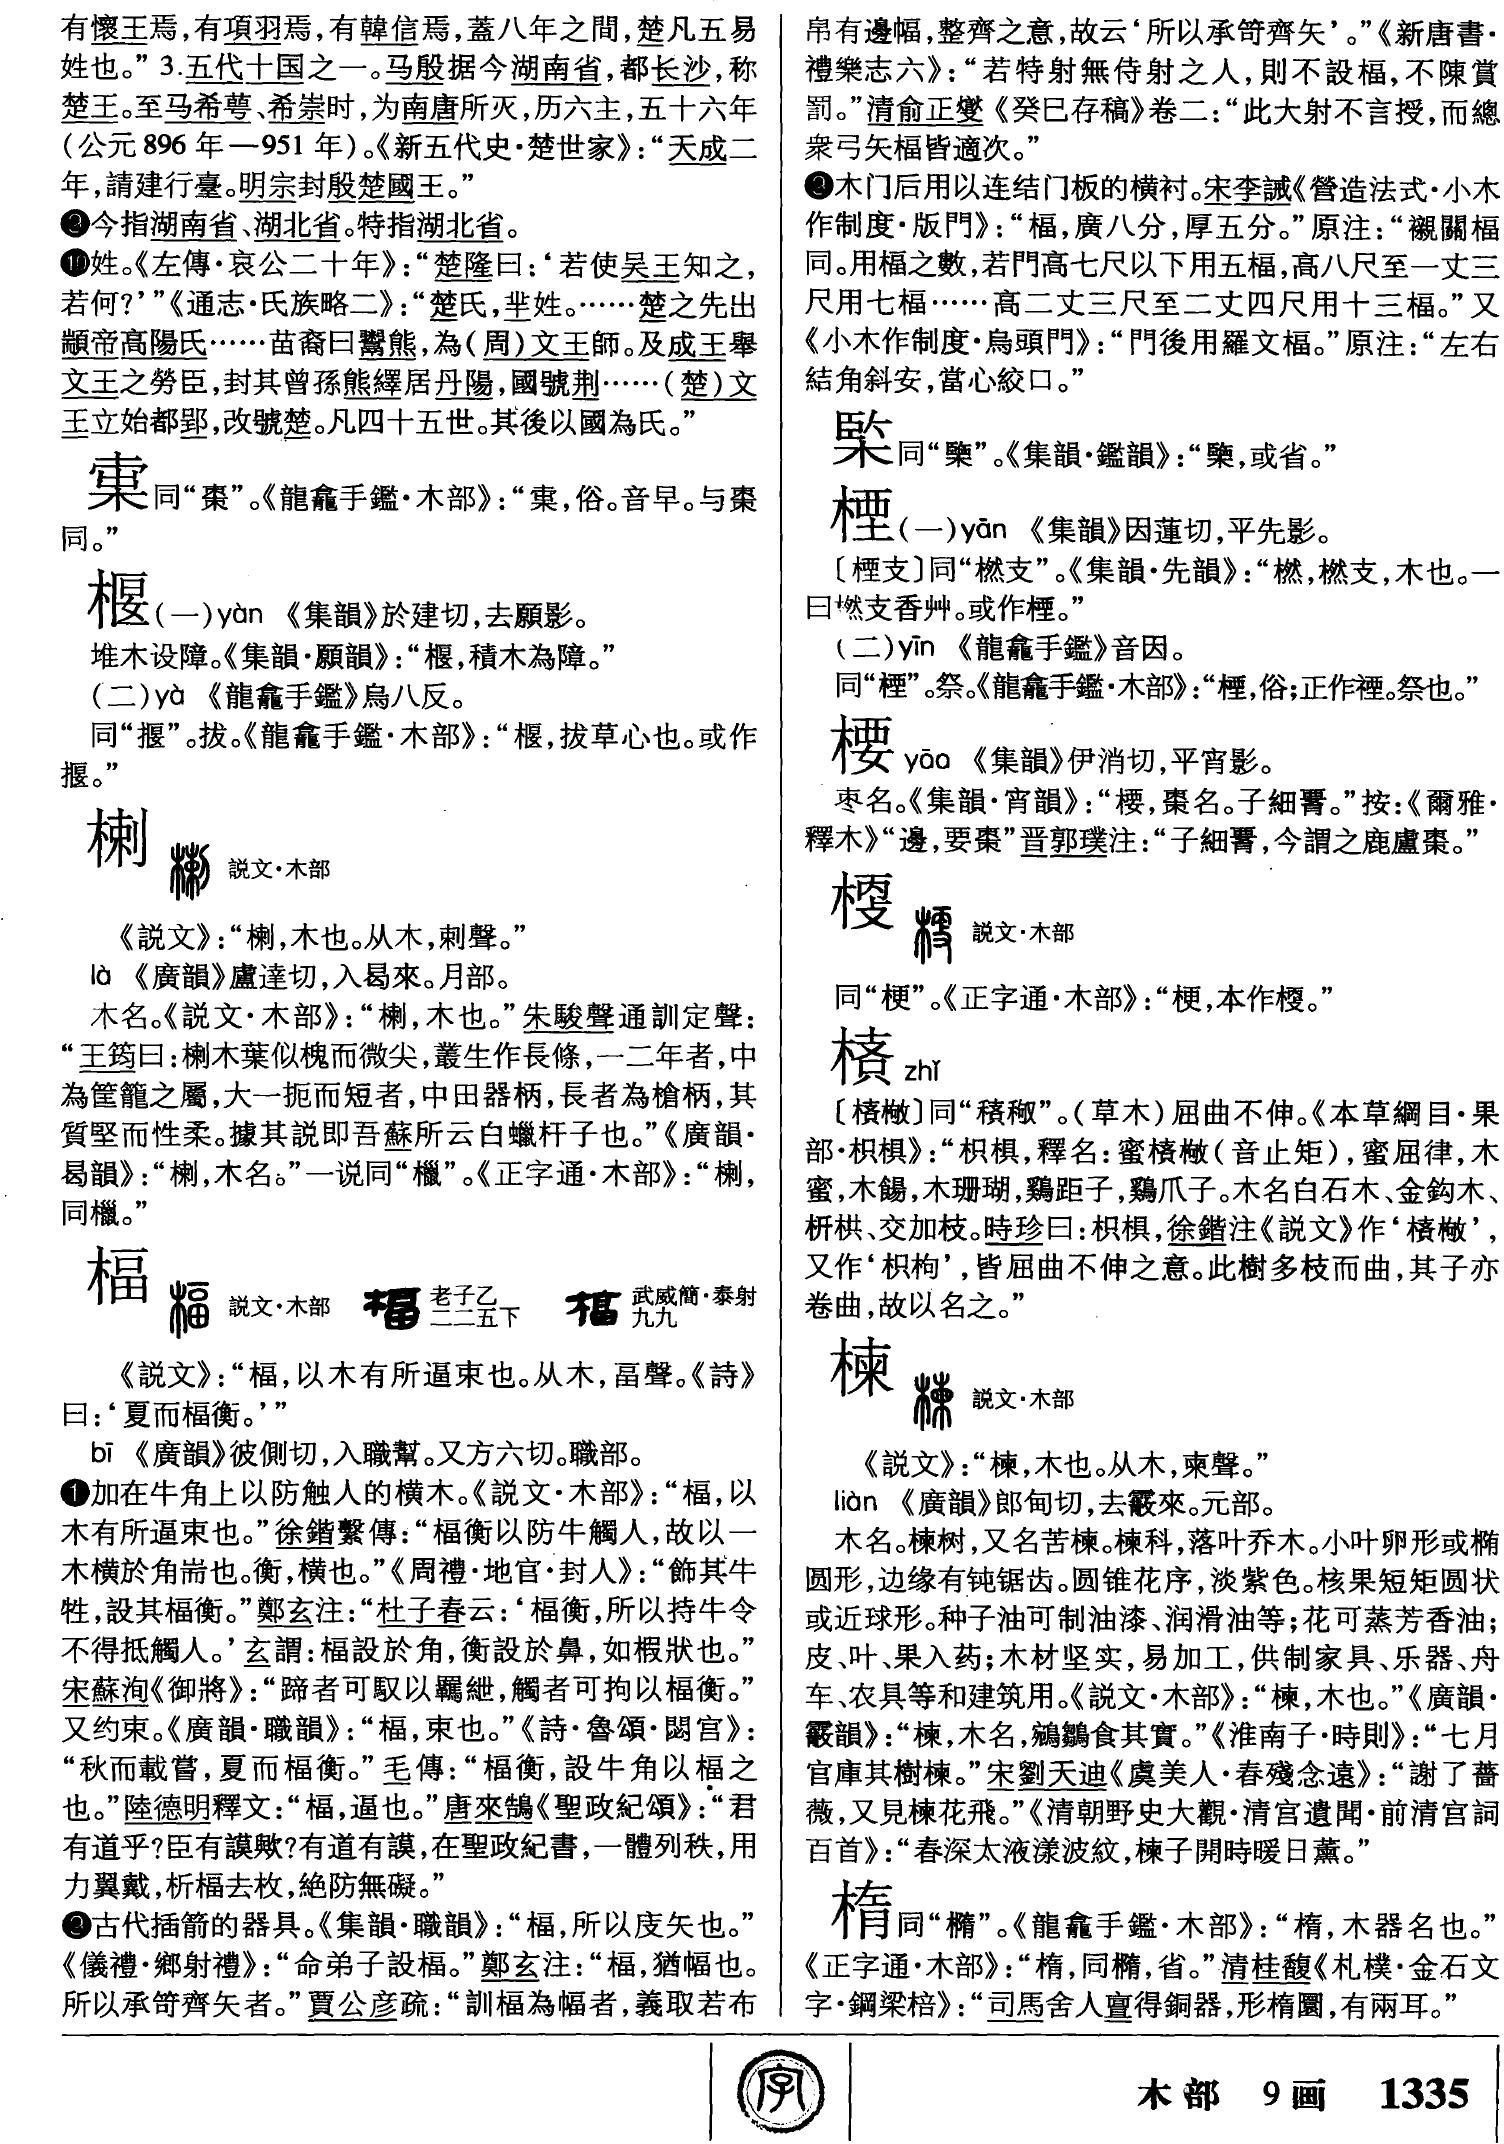 有懷王焉,有項羽焉,有韓信焉,蓋八年之間,楚凡五易
姓也。” 3.五代十国之一。马殷据今湖南省,都长沙,称
楚王。至马希萼、希崇时,为南唐所灭,历六主,五十六年
(公元896年—951年)。《新五代史·楚世家》:“天成二
年,請建行臺。明宗封殷楚國王。”
❾今指湖南省、湖北省。特指湖北省。
❿姓。《左傳·哀公二十年》:“楚隆曰:‘若使吴王知之,
若何?’”《通志·氏族略二》:“楚氏,芈姓。……楚之先出
顓帝高陽氏……苗裔曰鬻熊,為(周)文王師。及成王舉
文王之勞臣,封其曾孫熊繹居丹陽,國號荆……(楚)文
王立始都郢,改號楚。凡四十五世。其後以國為氏。”
同“棗”。《龍龕手鑑·木部》:“,俗。音早。与棗
同。”
椻(一)yàn 《集韻》於建切,去願影。
堆木设障。《集韻·願韻》:“椻,積木為障。”
(二)yà 《龍龕手鑑》烏八反。
同“揠”。拔。《龍龕手鑑·木部》:“椻,拔草心也。或作
揠。”
楋 説文·木部
《説文》:“楋,木也。从木,剌聲。”
là 《廣韻》盧達切,入曷來。月部。
木名。《説文·木部》:“楋,木也。”朱駿聲通訓定聲:
“王筠曰:楋木葉似槐而微尖,叢生作長條,一二年者,中
為筐籠之屬,大一扼而短者,中田器柄,長者為槍柄,其
質堅而性柔。據其説即吾蘇所云白蠟杆子也。”《廣韻·
曷韻》:“楋,木名。”一说同“櫴”。《正字通·木部》:“楋,
同櫴。”
楅 説文·木部 老子乙二二五下 武威簡·泰射九九
《説文》:“楅,以木有所逼束也。从木,畐聲。《詩》
曰:‘夏而楅衡。’”
bī 《廣韻》彼側切,入職幫。又方六切。職部。
❶加在牛角上以防触人的横木。《説文·木部》:“楅,以
木有所逼束也。”徐鍇繫傳:“楅衡以防牛觸人,故以一
木横於角耑也。衡,横也。”《周禮·地官·封人》:“飾其牛
牲,設其楅衡。”鄭玄注:“杜子春云:‘楅衡,所以持牛令
不得抵觸人。’玄謂:楅設於角,衡設於鼻,如椵狀也。”
宋蘇洵《御將》:“蹄者可馭以羈紲,觸者可拘以楅衡。”
又约束。《廣韻·職韻》:“楅,束也。”《詩·魯頌·閟宫》:
“秋而載嘗,夏而楅衡。”毛傳:“楅衡,設牛角以楅之
也。”陸德明釋文:“楅,逼也。”唐來鵠《聖政紀頌》:“君
有道乎?臣有謨歟?有道有謨,在聖政紀書,一體列秩,用
力翼戴,析楅去枚,絶防無礙。”
❷古代插箭的器具。《集韻·職韻》:“楅,所以庋矢也。”
《儀禮·鄉射禮》:“命弟子設楅。”鄭玄注:“楅,猶幅也。
所以承笴齊矢者。”賈公彦疏:“訓楅為幅者,義取若布
帛有邊幅,整齊之意,故云‘所以承笴齊矢’。”《新唐書·
禮樂志六》:“若特射無侍射之人,則不設楅,不陳賞
罰。”清俞正燮《癸巳存稿》卷二:“此大射不言授,而總
衆弓矢楅皆適次。”
❸木门后用以连结门板的横衬。宋李誡《營造法式·小木
作制度·版門》:“楅,廣八分,厚五分。”原注:“襯關楅
同。用楅之數,若門高七尺以下用五楅,高八尺至一丈三
尺用七楅……高二丈三尺至二丈四尺用十三楅。”又
《小木作制度·烏頭門》:“門後用羅文楅。”原注:“左右
結角斜安,當心絞口。”
同“㯺”。《集韻·鑑韻》:“㯺,或省。”
㮒(一)yān 《集韻》因蓮切,平先影。
〔㮒支〕同“橪支”。《集韻·先韻》:“橪,橪支,木也。一
曰橪支香艸。或作㮒。”
(二)yīn 《龍龕手鑑》音因。
同“禋”。祭。《龍龕手鑑·木部》:“㮒,俗;正作禋。祭也。”
楆 yāo 《集韻》伊消切,平宵影。
枣名。《集韻·宵韻》:“楆,棗名。子細腰。”按:《爾雅·
釋木》“邊,要棗”晋郭璞注:“子細腰,今謂之鹿盧棗。”
㮴 説文·木部
同“梗”。《正字通·木部》:“梗,本作㮴。”
zhǐ
同“𥠻䅩”。(草木)屈曲不伸。《本草綱目·果
部·枳椇》:“枳椇,釋名:蜜(音止矩),蜜屈律,木
蜜,木餳,木珊瑚,鷄距子,鷄爪子。木名白石木、金鈎木、
枅栱、交加枝。時珍曰:枳椇,徐鍇注《説文》作‘’,
又作‘枳枸’,皆屈曲不伸之意。此樹多枝而曲,其子亦
卷曲,故以名之。”
楝 説文·木部
《説文》:“楝,木也。从木,柬聲。”
liàn 《廣韻》郎甸切,去霰來。元部。
木名。楝树,又名苦楝。楝科,落叶乔木。小叶卵形或椭
圆形,边缘有钝锯齿。圆锥花序,淡紫色。核果短矩圆状
或近球形。种子油可制油漆、润滑油等;花可蒸芳香油;
皮、叶、果入药;木材坚实,易加工,供制家具、乐器、舟
车、农具等和建筑用。《説文·木部》:“楝,木也。”《廣韻·
霰韻》:“楝,木名,鵷鶵食其實。”《淮南子·時則》:“七月
官庫其樹楝。”宋劉天迪《虞美人·春殘念遠》:“謝了薔
薇,又見楝花飛。”《清朝野史大觀·清宫遺聞·前清宫詞
百首》:“春深太液漾波紋,楝子開時暖日薰。”
楕同“橢”。《龍龕手鑑·木部》:“楕,木器名也。”
《正字通·木部》:“楕,同橢,省。”清桂馥《札樸·金石文
字·鋼梁棓》:“司馬舍人亶得銅器,形楕圜,有兩耳。”
字
木部 9画 1335